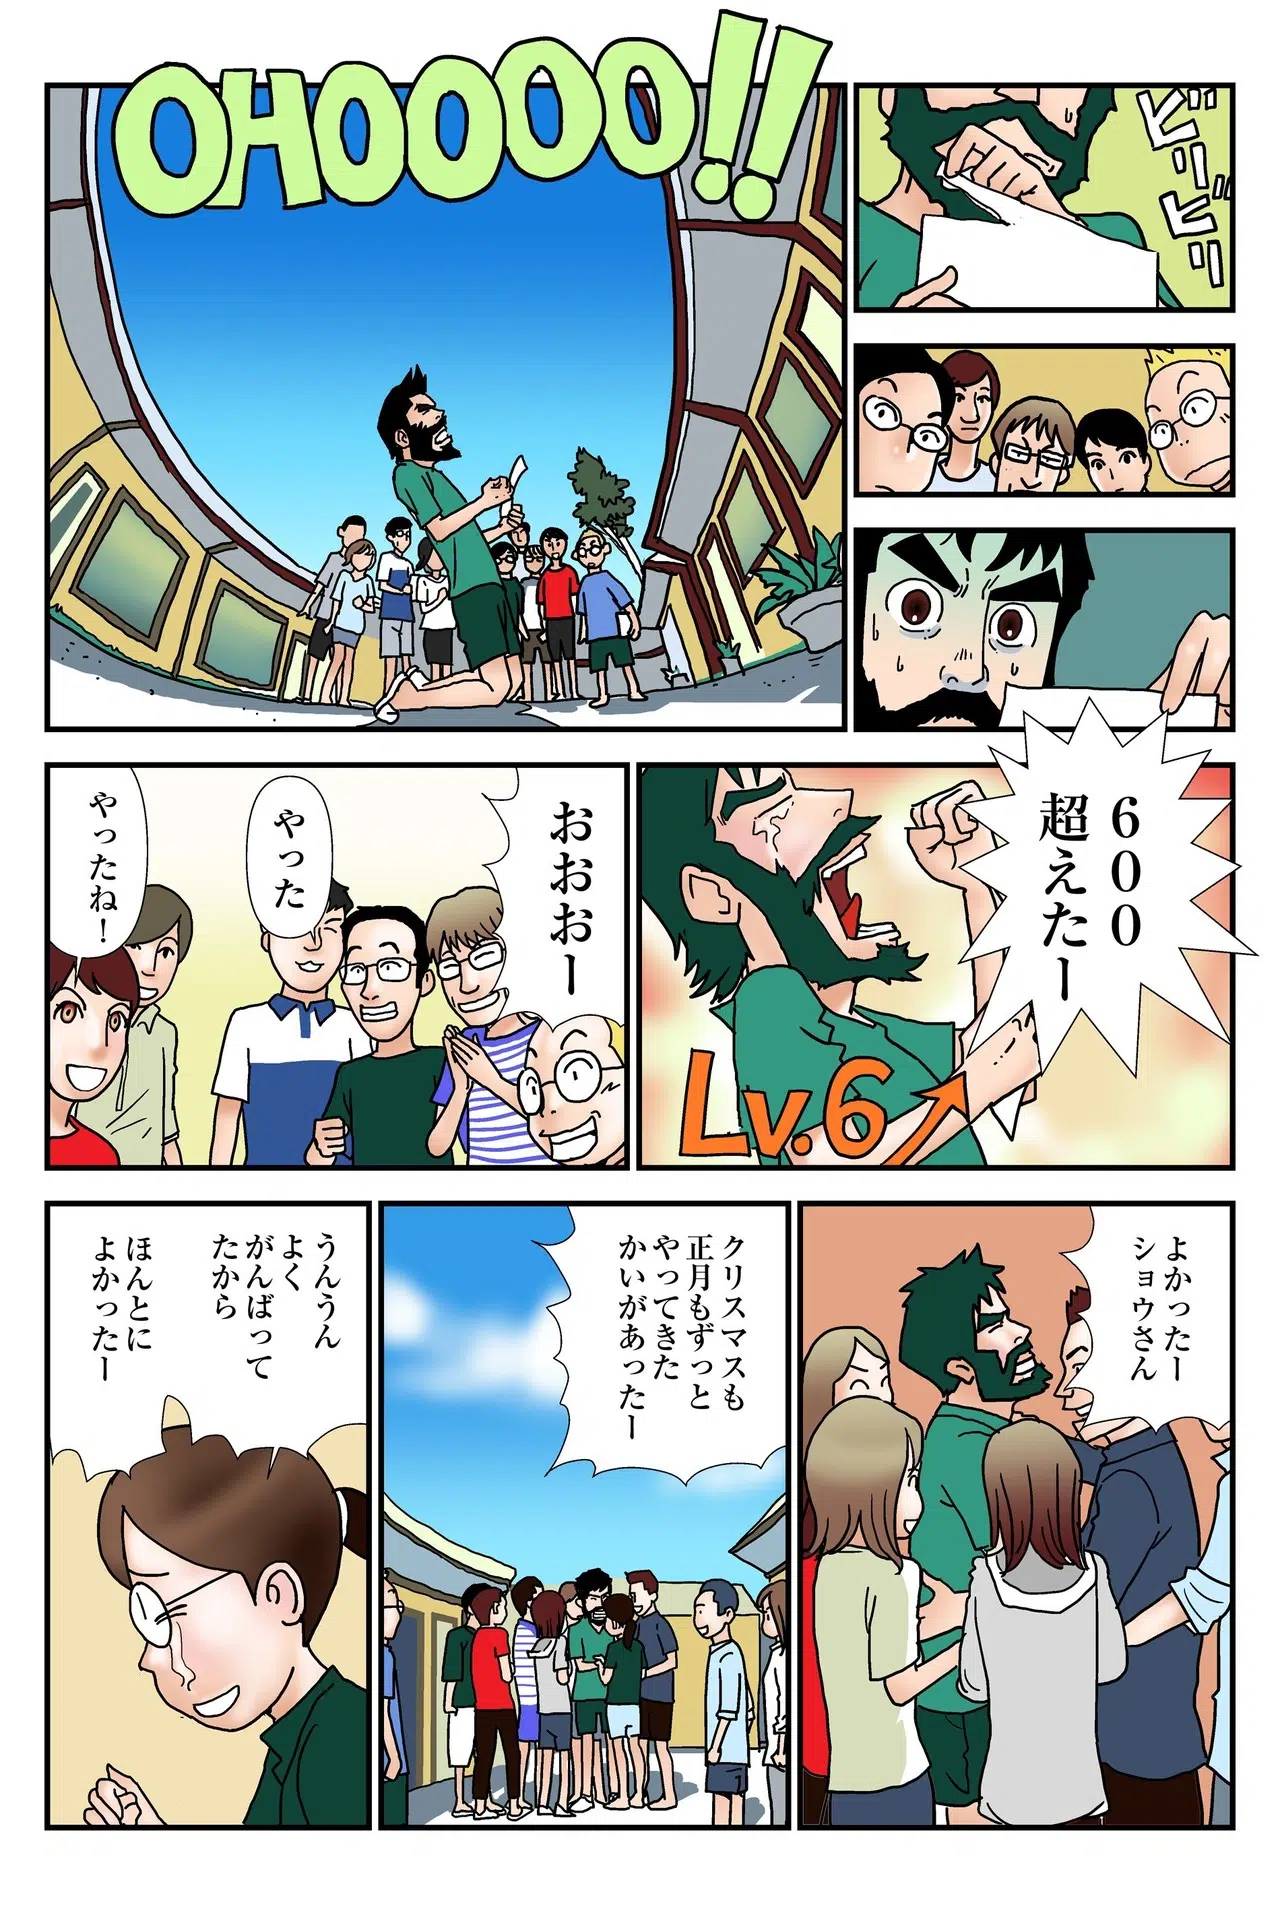 ビリビリ
OHOOOO!!
600
超えたー
Lv.6
おおおー
やった
やったね！
よかったー
ショウさん
クリスマスも
正月もずっと
やってきた
かいがあったー
うんうん
よく
がんばって
たから
ほんとに
よかったー